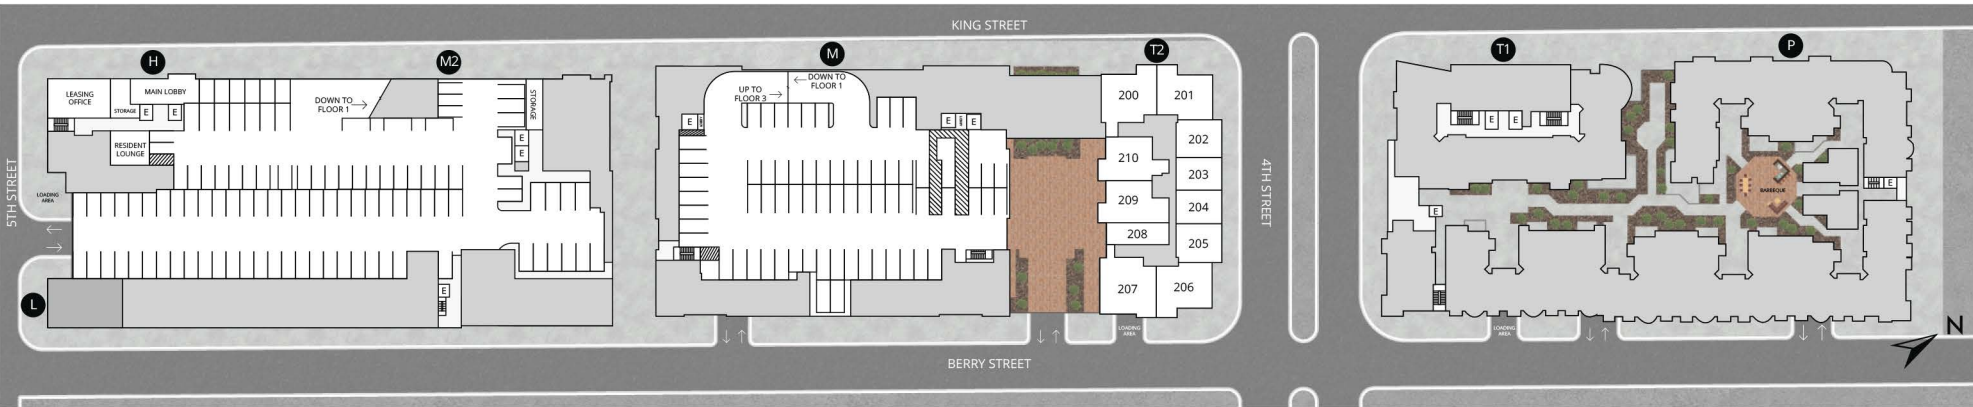 KING STREET
H
M2
M
T2
T1
P
LEASING
OFFICE
MAIN LOBBY
STORAGE
E
E
DOWN TO
FLOOR 1
STORAGE
E
E
RESIDENT
LOUNGE
LOADING
AREA
5TH STREET
L
E
UP TO
FLOOR 3
DOWN TO
FLOOR 1
E
E
E
200
201
202
210
203
209
204
208
205
207
206
LOADING
AREA
4TH STREET
E
E
E
BARBEQUE
E
LOADING
AREA
N
BERRY STREET